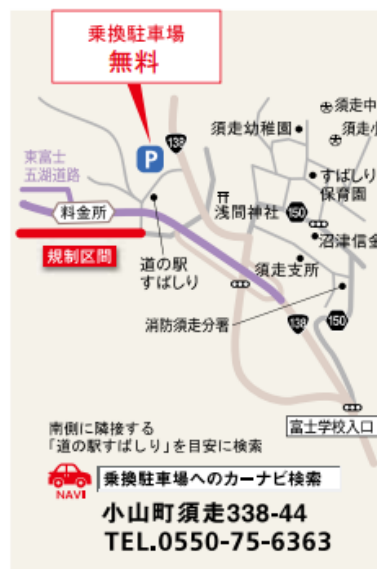 乗換駐車場
無料
須走中
138
須走幼稚園
須走小
P
東富士
五湖道路
すばしり
保育園
料金所
浅間神社
150
沼津信金
規制区間
道の駅
すばしり
須走支所
消防須走分署
138
150
富士学校入口
南側に隣接する
「道の駅すばしり」を目安に検索
NAVI
乗換駐車場へのカーナビ検索
小山町須走338-44
TEL.0550-75-6363